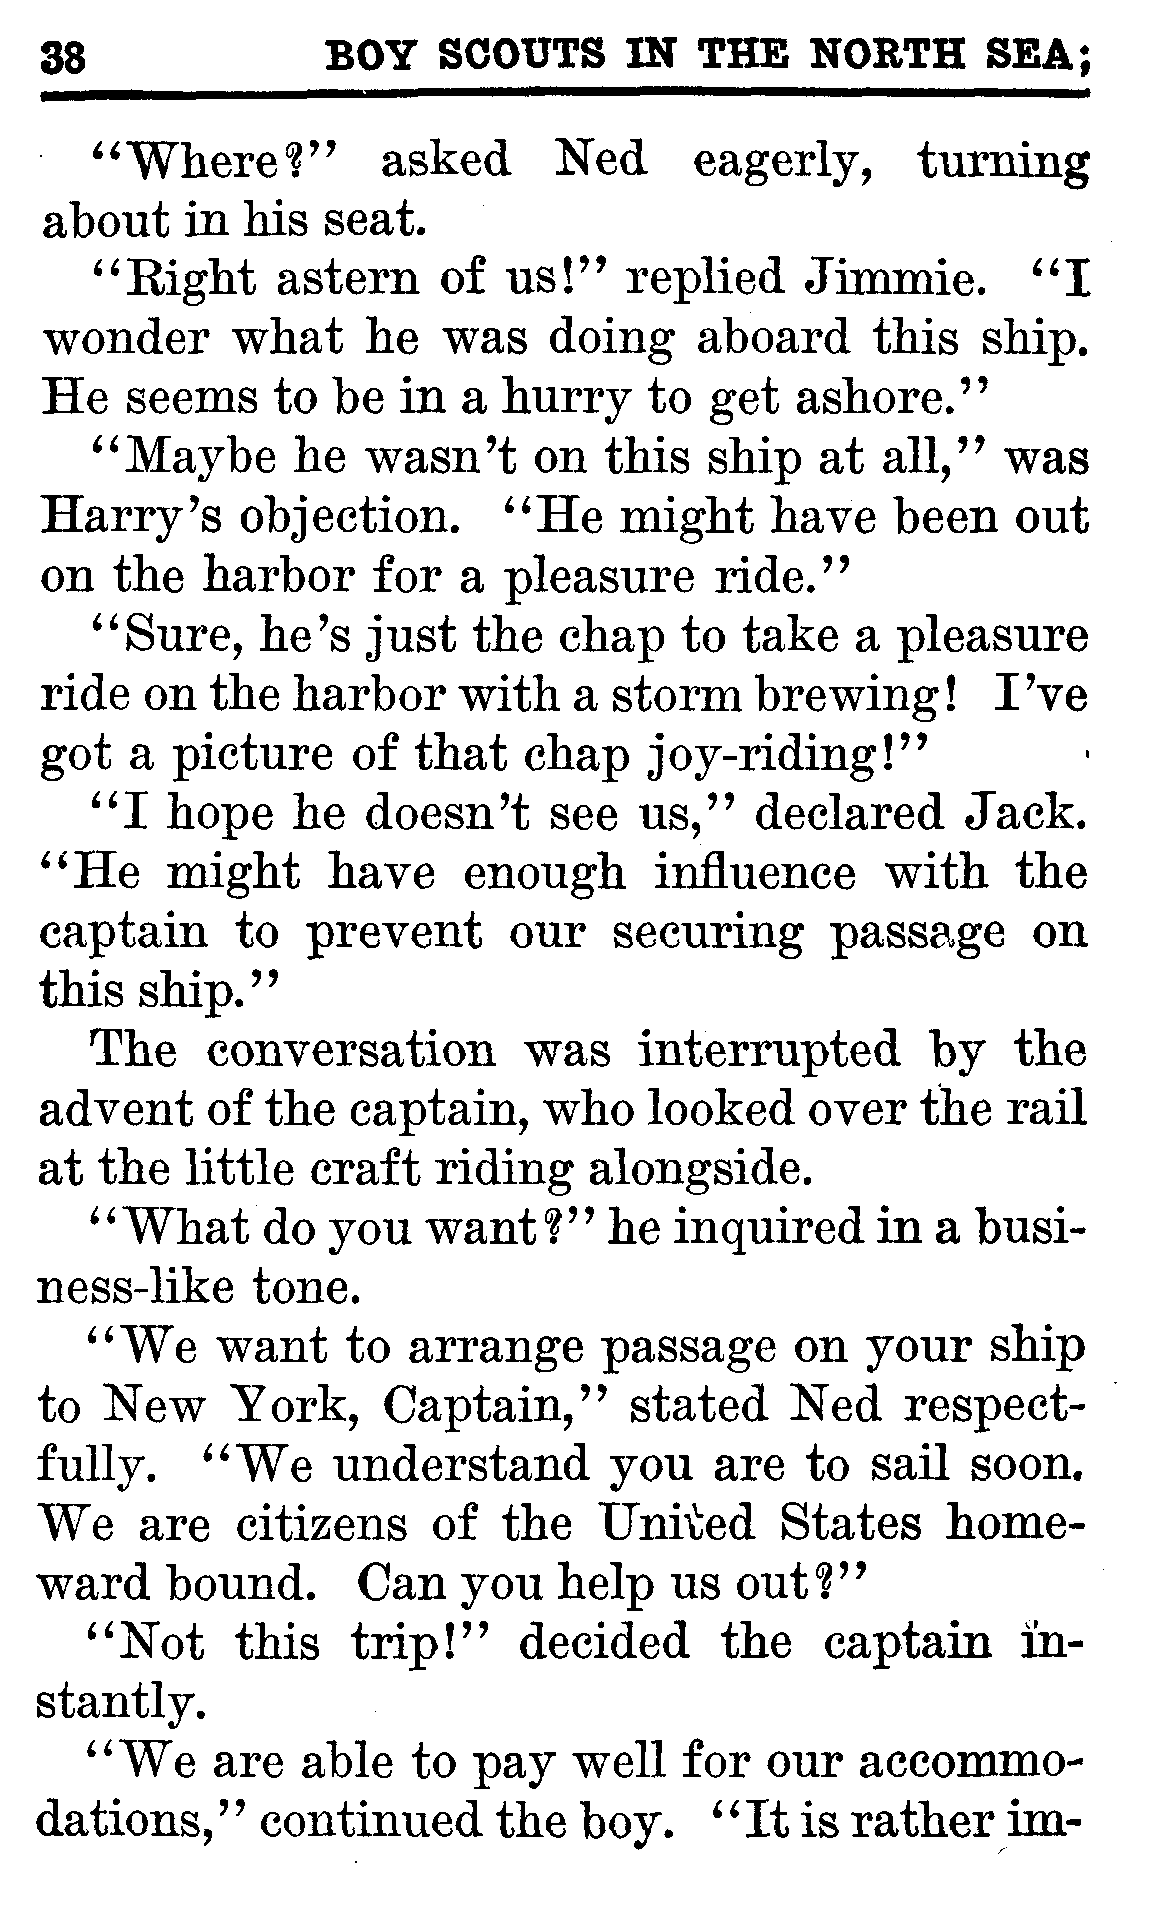 38 BOY SCOUTS IN THE NORTH SEA;
“Where?” asked Ned eagerly, turning
about in his seat.
“Right astern of us!” replied Jimmie. “I
wonder what he was doing aboard this ship.
He seems to be in a hurry to get ashore.”
“Maybe he wasn’t on this ship at all,” was
Harry’s objection. “He might have been out
on the harbor for a pleasure ride.”
“Sure, he’s just the chap to take a pleasure
ride on the harbor with a storm brewing! I’ve
got a picture of that chap joy-riding!”
“I hope he doesn’t see us,” declared Jack.
“He might have enough influence with the
captain to prevent our securing passage on
this ship.”
The conversation was interrupted by the
advent of the captain, who looked over the rail
at the little craft riding alongside.
“What do you want?” he inquired in a busi-
ness-like tone.
“We want to arrange passage on your ship
to New York, Captain,” stated Ned respect-
fully. “We understand you are to sail soon.
We are citizens of the United States home-
ward bound. Can you help us out?”
“Not this trip!” decided the captain in-
stantly.
“We are able to pay well for our accommo-
dations,” continued the boy. “It is rather im-